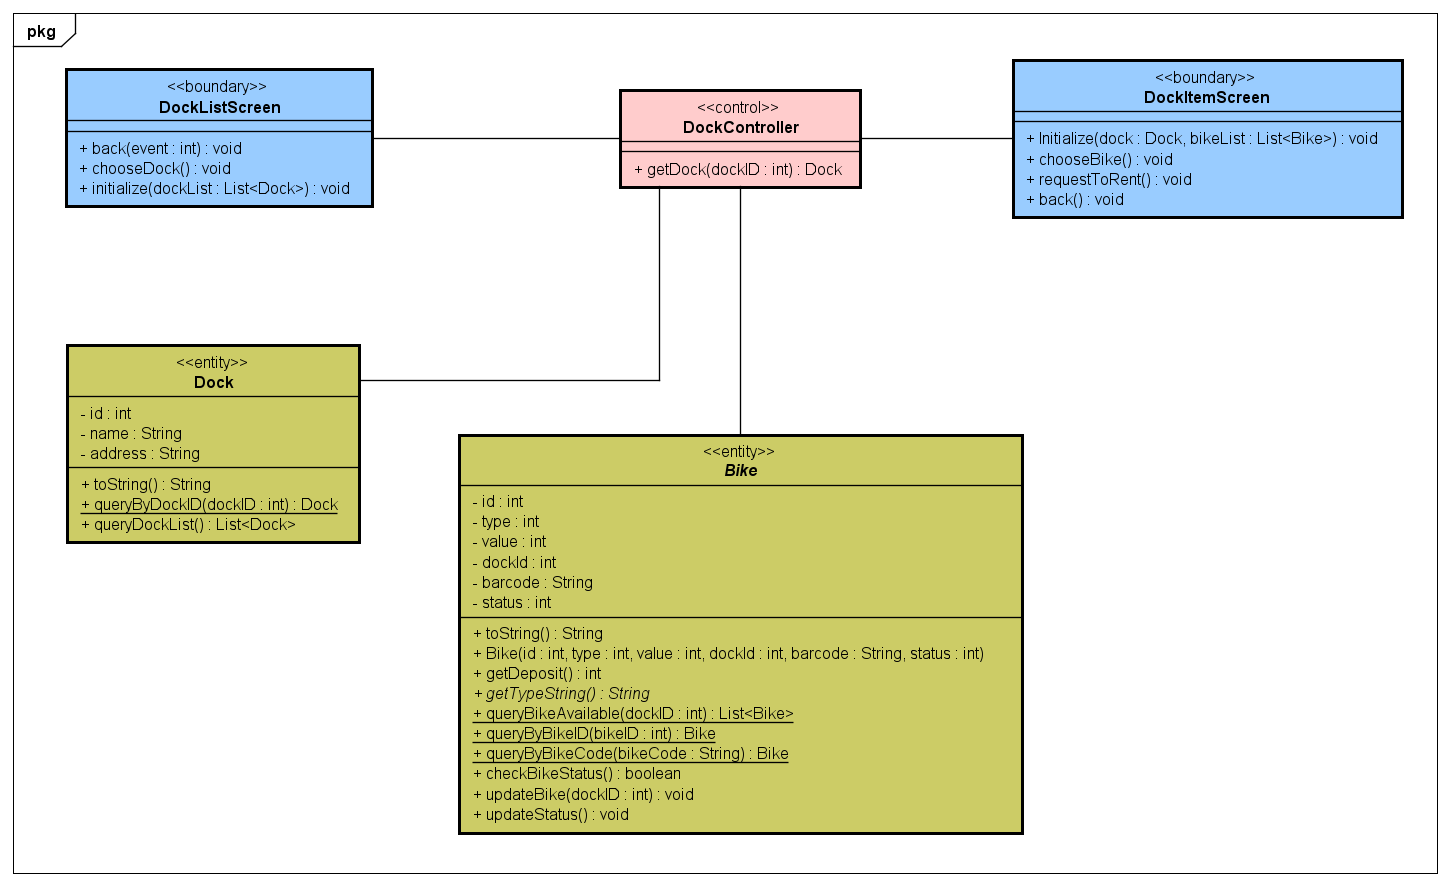 pkg
<<boundary>>
DockListScreen
+ back(event : int) : void
+ chooseDock() : void
+ initialize(dockList : List<Dock>) : void
<<control>>
DockController
+ getDock(dockID : int) : Dock
<<boundary>>
DockItemScreen
+ Initialize(dock : Dock, bikeList : List<Bike>) : void
+ chooseBike() : void
+ requestToRent() : void
+ back() : void
<<entity>>
Dock
- id : int
- name : String
- address : String
+ toString() : String
+ queryByDockID(dockID : int) : Dock
+ queryDockList() : List<Dock>
<<entity>>
Bike
- id : int
- type : int
- value : int
- dockId : int
- barcode : String
- status : int
+ toString() : String
+ Bike(id : int, type : int, value : int, dockId : int, barcode : String, status : int)
+ getDeposit() : int
+ getTypeString() : String
+ queryBikeAvailable(dockID : int) : List<Bike>
+ queryByBikeID(bikeID : int) : Bike
+ queryByBikeCode(bikeCode : String) : Bike
+ checkBikeStatus() : boolean
+ updateBike(dockID : int) : void
+ updateStatus() : void